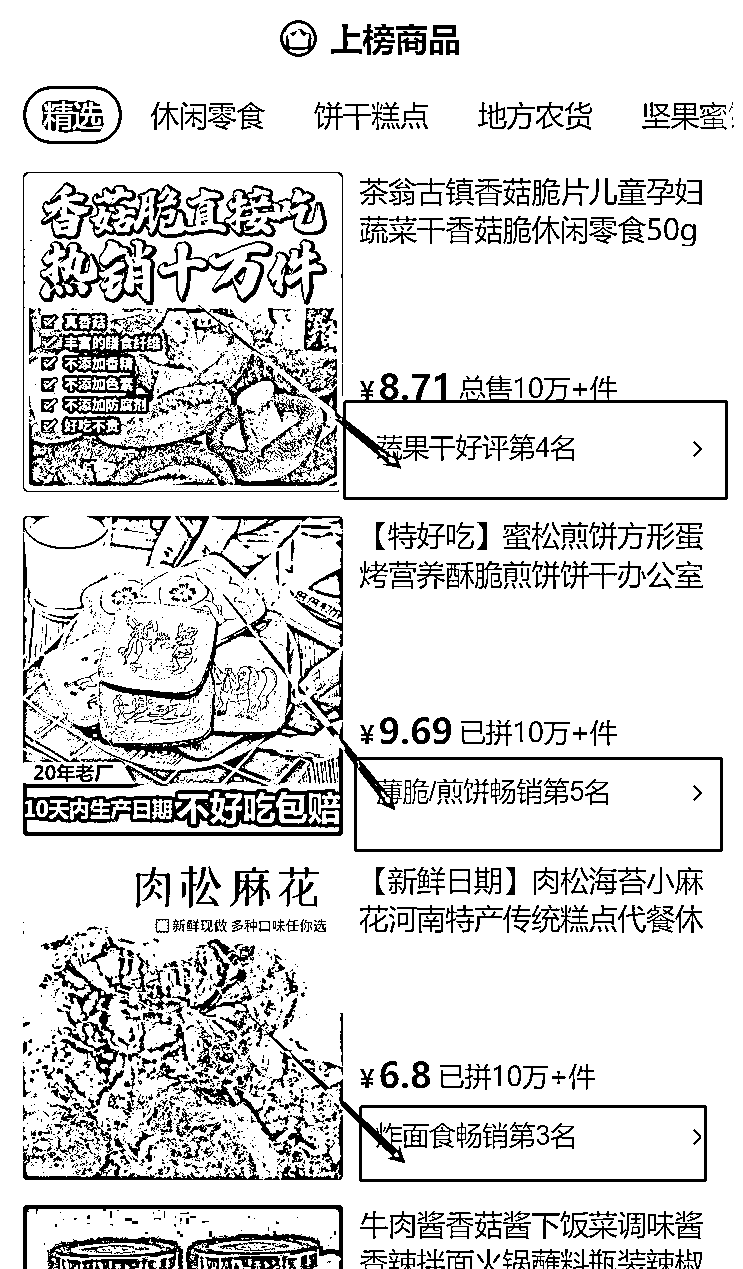 上榜商品
精选 休闲零食 饼干糕点 地方农货 坚果蜜
香菇脆直接吃
热销十万件
真香菇
丰富的膳食纤维
不添加香精
不添加色素
不添加防腐剂
好吃不贵
茶翁古镇香菇脆片儿童孕妇
蔬菜干香菇脆休闲零食50g
¥8.71 总售10万+件
蔬果干好评第4名
20年老厂
10天内生产日期 不好吃包赔
【特好吃】蜜松煎饼方形蛋
烤营养酥脆煎饼饼干办公室
¥9.69 已拼10万+件
薄脆/煎饼畅销第5名
肉松麻花
新鲜现做 多种口味任你选
【新鲜日期】肉松海苔小麻
花河南特产传统糕点代餐休
¥6.8 已拼10万+件
炸面食畅销第3名
牛肉酱香菇酱下饭菜调味酱
香辣拌面火锅蘸料瓶装辣椒